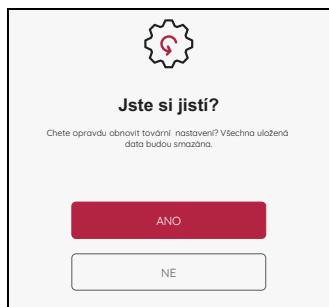 Jste si jistí?
Chete opravdu obnovit tovární nastavení? Všechna uložená
data budou smazána.
ANO
NE